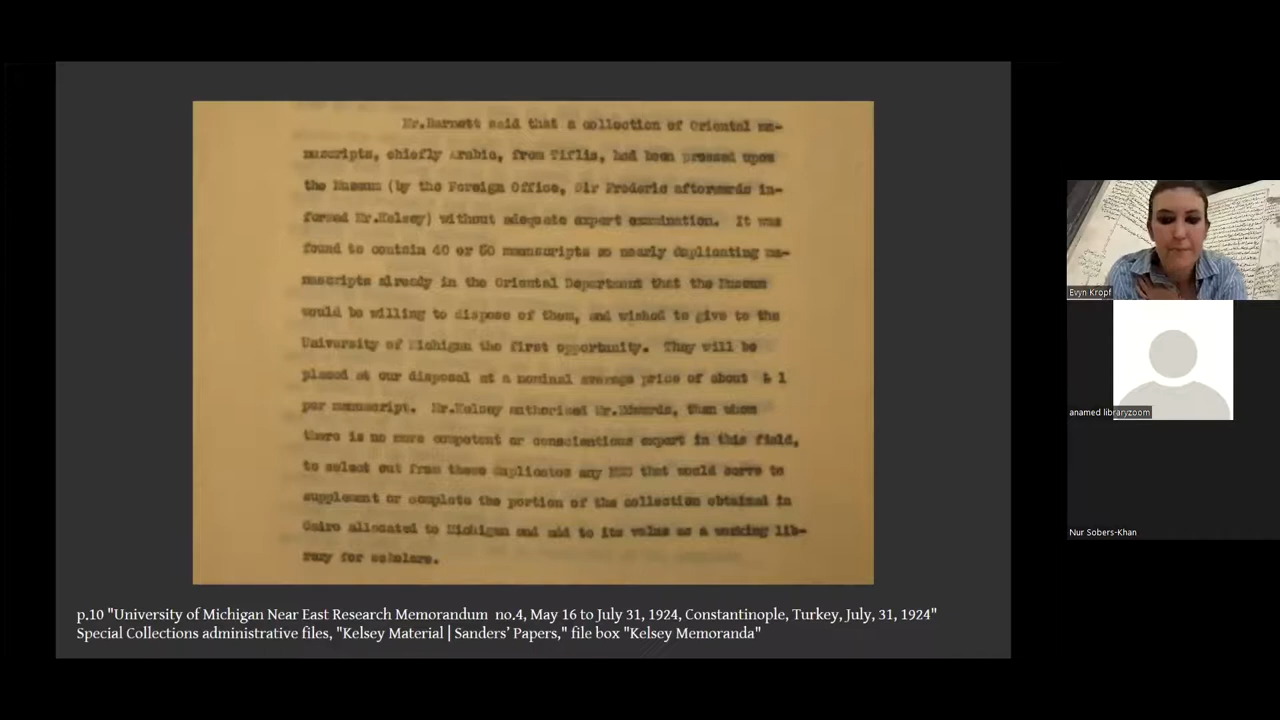 Mr.Barnett said that a collection of Oriental ma-
nuscripts, chiefly Arabic, from Tiflis, had been pressed upon
the Museum (by the Foreign Office, Sir Frederic afterwards in-
formed Mr.Kelsey) without adequate expert examination. It was
found to contain 40 or 50 manuscripts so nearly duplicating ma-
nuscripts already in the Oriental Department that the Museum
would be willing to dispose of them, and wished to give to the
University of Michigan the first opportunity. They will be
placed at our disposal at a nominal average price of about £ 1
per manuscript. Mr.Kelsey authorized Mr.Edwards, than whom
there is no more competent or conscientious expert in this field,
to select out from these duplicates any MSS that would serve to
supplement or complete the portion of the collection obtained in
Cairo allocated to Michigan and add to its value as a working lib-
rary for scholars.
p.10 "University of Michigan Near East Research Memorandum no.4, May 16 to July 31, 1924, Constantinople, Turkey, July, 31, 1924"
Special Collections administrative files, "Kelsey Material | Sanders' Papers," file box "Kelsey Memoranda"
Evyn Kropf
anamed libraryzoom
Nur Sobers-Khan